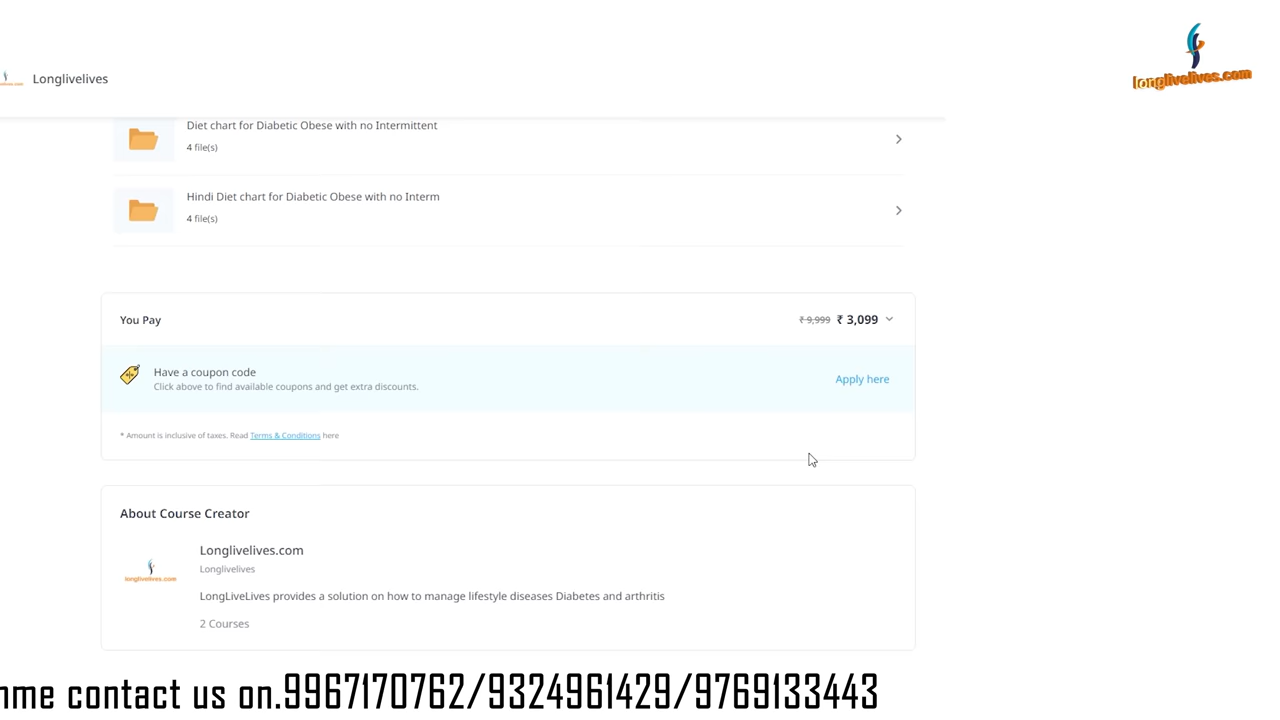 longlivelives.com
Longlivelives
Diet chart for Diabetic Obese with no Intermittent
4 file(s)
Hindi Diet chart for Diabetic Obese with no Interm
4 file(s)
You Pay
₹ 9,999 ₹ 3,099
Have a coupon code
Click above to find available coupons and get extra discounts.
Apply here
* Amount is inclusive of taxes. Read Terms & Conditions here
About Course Creator
Longlivelives.com
longlivelives.com
Longlivelives
LongLiveLives provides a solution on how to manage lifestyle diseases Diabetes and arthritis
2 Courses
contact us on.9967170762/9324961429/9769133443